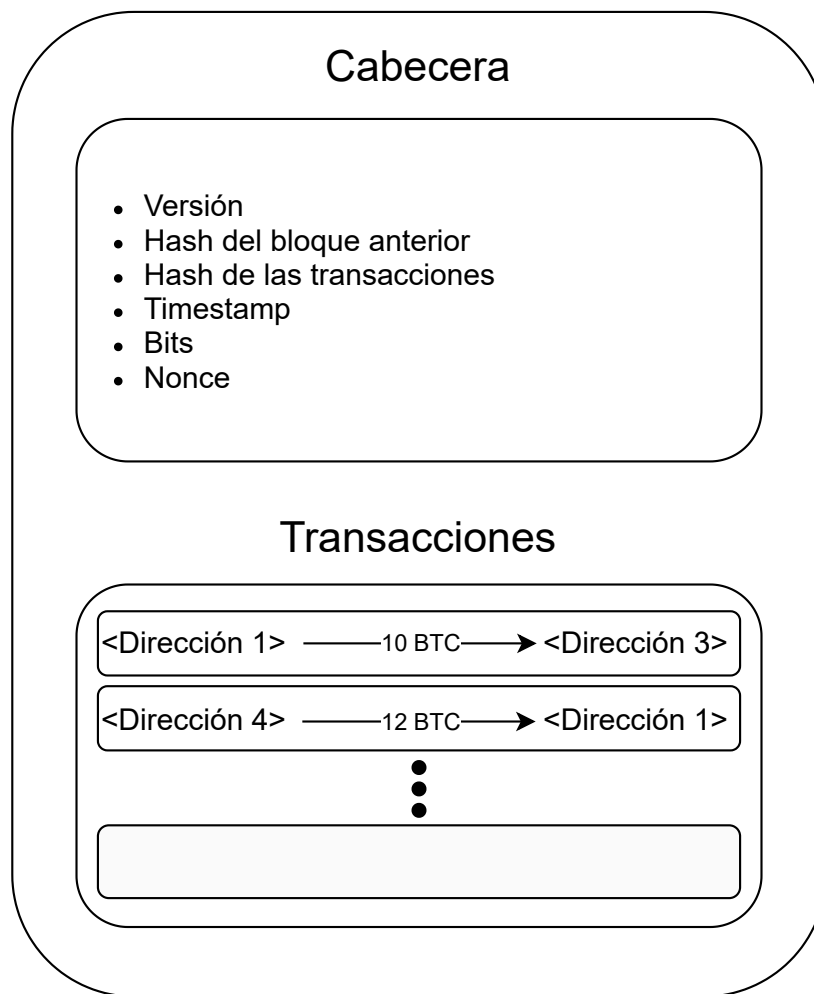 Cabecera
Versión
Hash del bloque anterior
Hash de las transacciones
Timestamp
Bits
Nonce
Transacciones
<Dirección 1> 10 BTC <Dirección 3>
<Dirección 4> 12 BTC <Dirección 1>